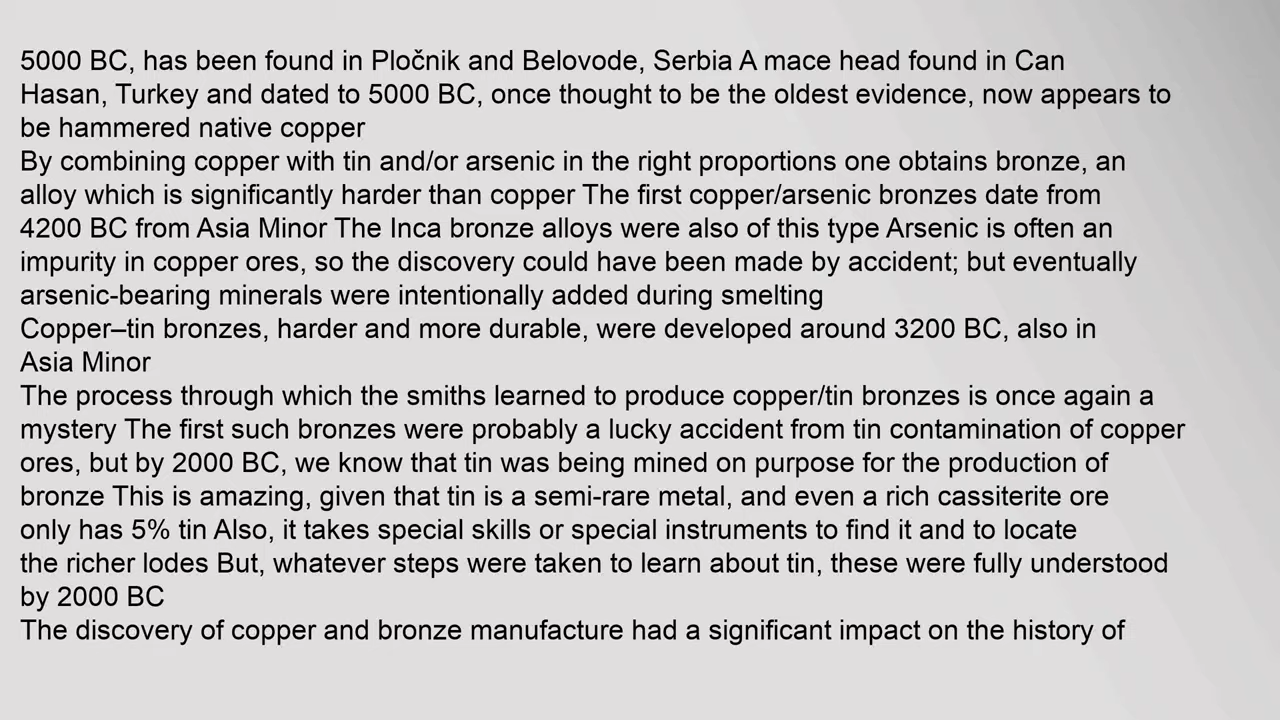 5000 BC, has been found in Pločnik and Belovode, Serbia A mace head found in Can
Hasan, Turkey and dated to 5000 BC, once thought to be the oldest evidence, now appears to
be hammered native copper
By combining copper with tin and/or arsenic in the right proportions one obtains bronze, an
alloy which is significantly harder than copper The first copper/arsenic bronzes date from
4200 BC from Asia Minor The Inca bronze alloys were also of this type Arsenic is often an
impurity in copper ores, so the discovery could have been made by accident; but eventually
arsenic-bearing minerals were intentionally added during smelting
Copper–tin bronzes, harder and more durable, were developed around 3200 BC, also in
Asia Minor
The process through which the smiths learned to produce copper/tin bronzes is once again a
mystery The first such bronzes were probably a lucky accident from tin contamination of copper
ores, but by 2000 BC, we know that tin was being mined on purpose for the production of
bronze This is amazing, given that tin is a semi-rare metal, and even a rich cassiterite ore
only has 5% tin Also, it takes special skills or special instruments to find it and to locate
the richer lodes But, whatever steps were taken to learn about tin, these were fully understood
by 2000 BC
The discovery of copper and bronze manufacture had a significant impact on the history of